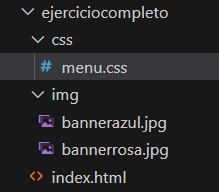 ejerciciocompleto
css
# menu.css
img
bannerazul.jpg
bannerrosa.jpg
<> index.html